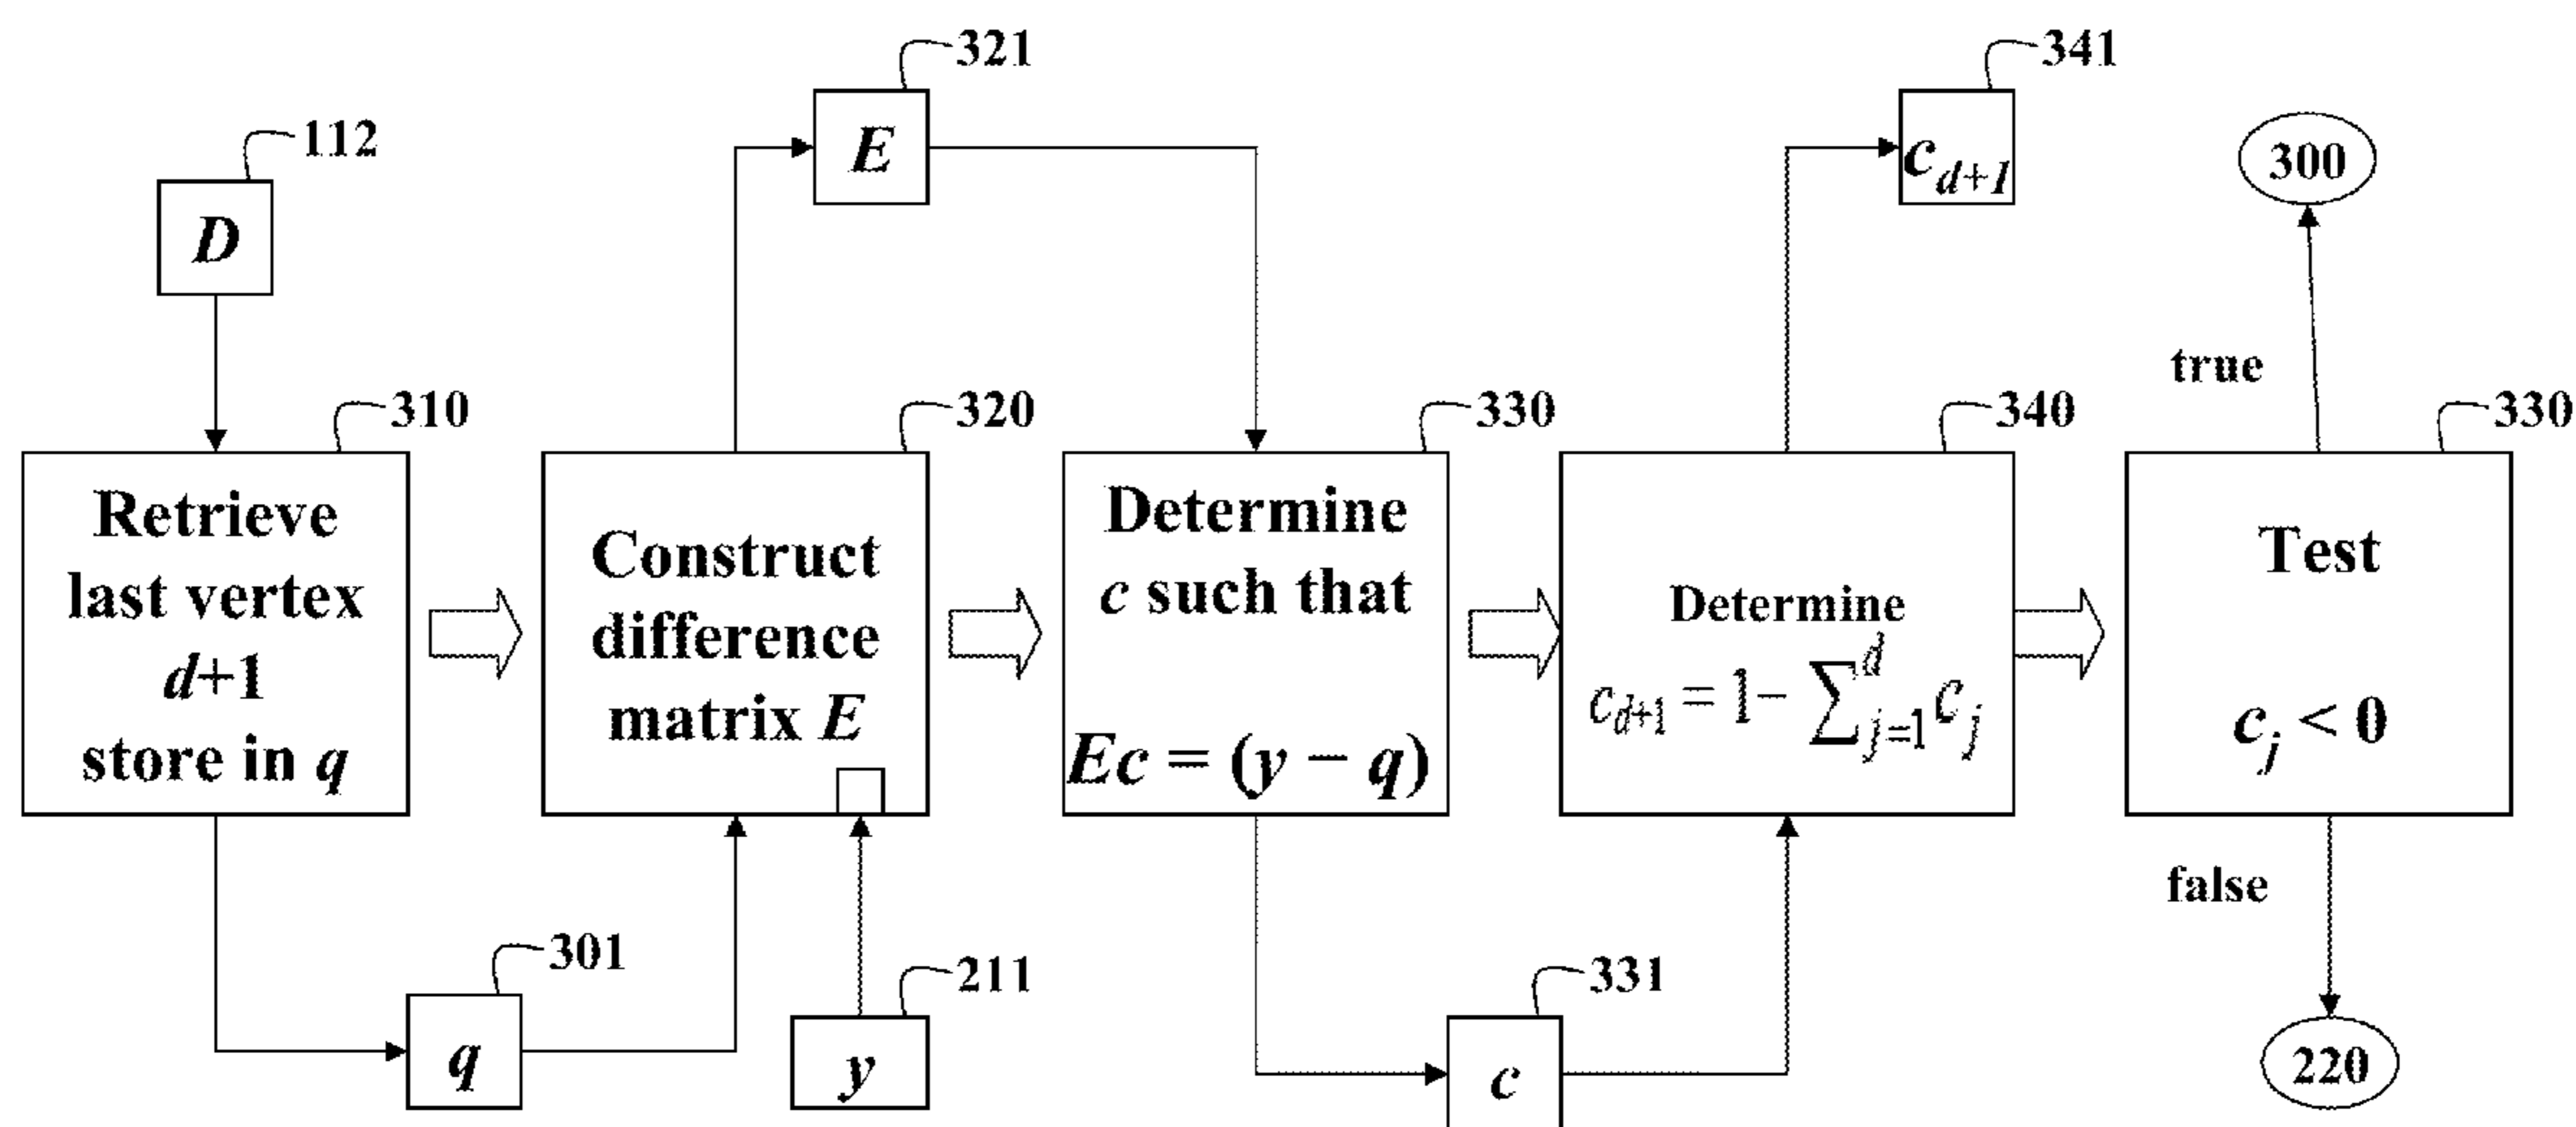 321
341
112
E
c_{d+1}
300
D
true
310
320
330
340
330
Retrieve
last vertex
d+1
store in q
Construct
difference
matrix E
Determine
c such that
Ec = (y − q)
Determine
c_{d+1} = 1 − ∑_{j=1}^{d} c_j
Test
c_j < 0
false
301
211
331
q
y
c
220